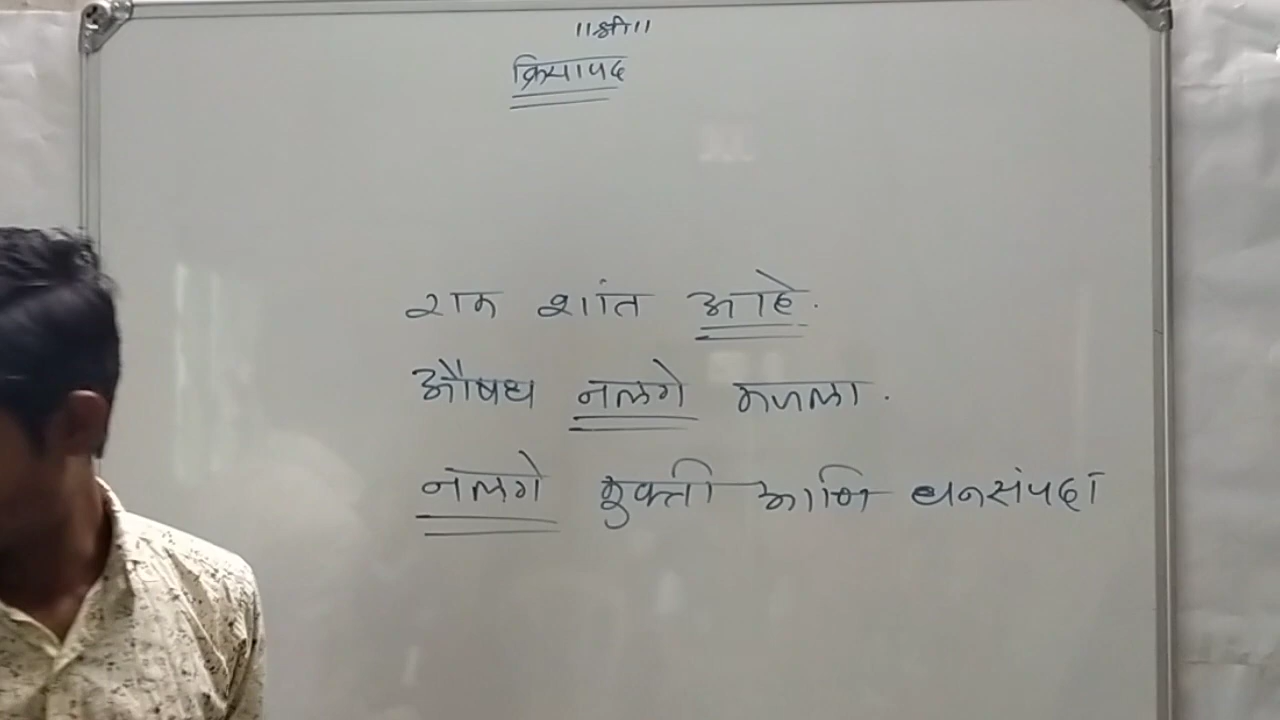 ॥श्री॥
क्रियापद
राम शांत आहे.
औषध नलगे मजला.
नलगे मुक्ती आणि धनसंपदा